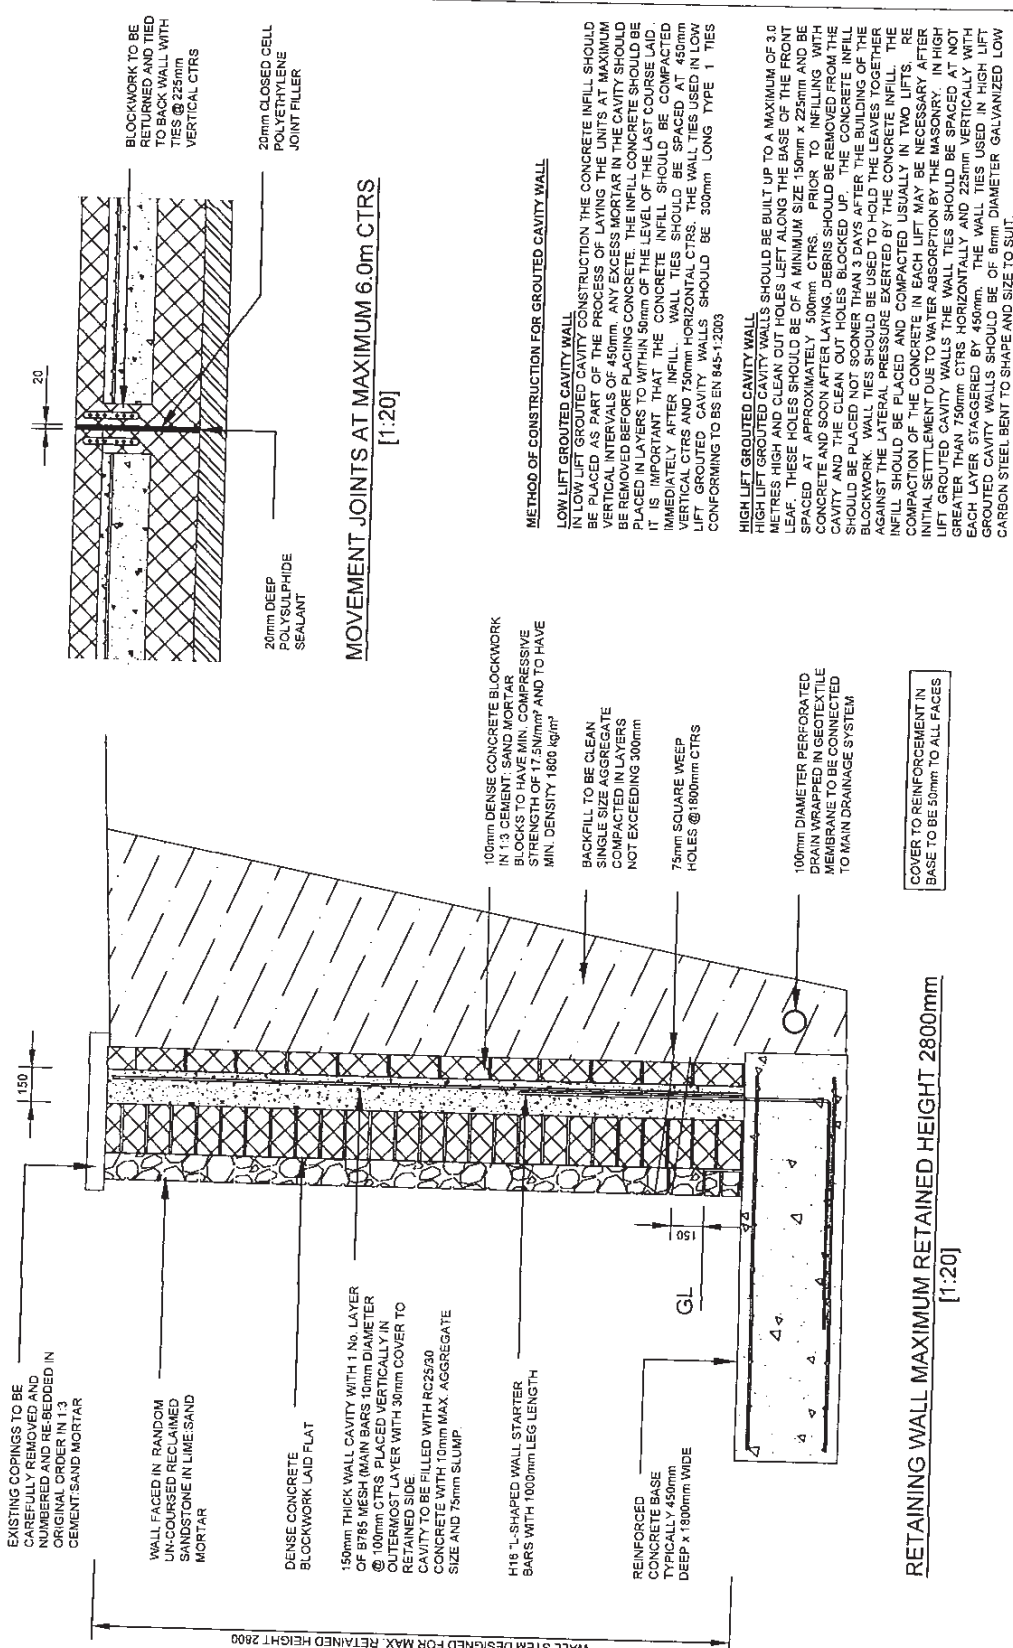 EXISTING COPINGS TO BE
CAREFULLY REMOVED AND
NUMBERED AND RE-BEDDED IN
ORIGINAL ORDER IN 1:3
CEMENT:SAND MORTAR
WALL FACED IN RANDOM
UN-COURSED RECLAIMED
SANDSTONE IN LIME:SAND
MORTAR
DENSE CONCRETE
BLOCKWORK LAID FLAT
150mm THICK WALL CAVITY WITH 1 No. LAYER
OF B785 MESH (MAIN BARS 10mm DIAMETER
@ 100mm CTRS PLACED VERTICALLY IN
OUTERMOST LAYER WITH 30mm COVER TO
RETAINED SIDE.
CAVITY TO BE FILLED WITH RC25/30
CONCRETE WITH 10mm MAX. AGGREGATE
SIZE AND 75mm SLUMP.
H16 'L'-SHAPED WALL STARTER
BARS WITH 1000mm LEG LENGTH
REINFORCED
CONCRETE BASE
TYPICALLY 450mm
DEEP x 1800mm WIDE
WALL STEM DESIGNED FOR MAX. RETAINED HEIGHT 2800
150
150
GL
100mm DENSE CONCRETE BLOCKWORK
IN 1:3 CEMENT: SAND MORTAR
BLOCKS TO HAVE MIN. COMPRESSIVE
STRENGTH OF 17.5N/mm² AND TO HAVE
MIN. DENSITY 1800 kg/m³
BACKFILL TO BE CLEAN
SINGLE SIZE AGGREGATE
COMPACTED IN LAYERS
NOT EXCEEDING 300mm
75mm SQUARE WEEP
HOLES @1800mm CTRS
100mm DIAMETER PERFORATED
DRAIN WRAPPED IN GEOTEXTILE
MEMBRANE TO BE CONNECTED
TO MAIN DRAINAGE SYSTEM
COVER TO REINFORCEMENT IN
BASE TO BE 50mm TO ALL FACES
RETAINING WALL MAXIMUM RETAINED HEIGHT 2800mm
[1:20]
20
BLOCKWORK TO BE
RETURNED AND TIED
TO BACK WALL WITH
TIES @ 225mm
VERTICAL CTRS
20mm CLOSED CELL
POLYETHYLENE
JOINT FILLER
20mm DEEP
POLYSULPHIDE
SEALANT
MOVEMENT JOINTS AT MAXIMUM 6.0m CTRS
[1:20]
METHOD OF CONSTRUCTION FOR GROUTED CAVITY WALL
LOW LIFT GROUTED CAVITY WALL
IN LOW LIFT GROUTED CAVITY CONSTRUCTION THE CONCRETE INFILL SHOULD
BE PLACED AS PART OF THE PROCESS OF LAYING THE UNITS AT MAXIMUM
VERTICAL INTERVALS OF 450mm. ANY EXCESS MORTAR IN THE CAVITY SHOULD
BE REMOVED BEFORE PLACING CONCRETE. THE INFILL CONCRETE SHOULD BE
PLACED IN LAYERS TO WITHIN 50mm OF THE LEVEL OF THE LAST COURSE LAID.
IT IS IMPORTANT THAT THE CONCRETE INFILL SHOULD BE COMPACTED
IMMEDIATELY AFTER INFILL. WALL TIES SHOULD BE SPACED AT 450mm
VERTICAL CTRS AND 750mm HORIZONTAL CTRS. THE WALL TIES USED IN LOW
LIFT GROUTED CAVITY WALLS SHOULD BE 300mm LONG TYPE 1 TIES
CONFORMING TO BS EN 845-1:2003
HIGH LIFT GROUTED CAVITY WALL
HIGH LIFT GROUTED CAVITY WALLS SHOULD BE BUILT UP TO A MAXIMUM OF 3.0
METRES HIGH AND CLEAN OUT HOLES LEFT ALONG THE BASE OF THE FRONT
LEAF. THESE HOLES SHOULD BE OF A MINIMUM SIZE 150mm x 225mm AND BE
SPACED AT APPROXIMATELY 500mm CTRS. PRIOR TO INFILLING WITH
CONCRETE AND SOON AFTER LAYING, DEBRIS SHOULD BE REMOVED FROM THE
CAVITY AND THE CLEAN OUT HOLES BLOCKED UP. THE CONCRETE INFILL
SHOULD BE PLACED NOT SOONER THAN 3 DAYS AFTER THE BUILDING OF THE
BLOCKWORK. WALL TIES SHOULD BE USED TO HOLD THE LEAVES TOGETHER
AGAINST THE LATERAL PRESSURE EXERTED BY THE CONCRETE INFILL. THE
INFILL SHOULD BE PLACED AND COMPACTED USUALLY IN TWO LIFTS. RE
COMPACTION OF THE CONCRETE IN EACH LIFT MAY BE NECESSARY AFTER
INITIAL SETTTLEMENT DUE TO WATER ABSORPTION BY THE MASONRY. IN HIGH
LIFT GROUTED CAVITY WALLS THE WALL TIES SHOULD BE SPACED AT NOT
GREATER THAN 750mm CTRS HORIZONTALLY AND 225mm VERTICALLY WITH
EACH LAYER STAGGERED BY 450mm. THE WALL TIES USED IN HIGH LIFT
GROUTED CAVITY WALLS SHOULD BE OF 6mm DIAMETER GALVANIZED LOW
CARBON STEEL BENT TO SHAPE AND SIZE TO SUIT.